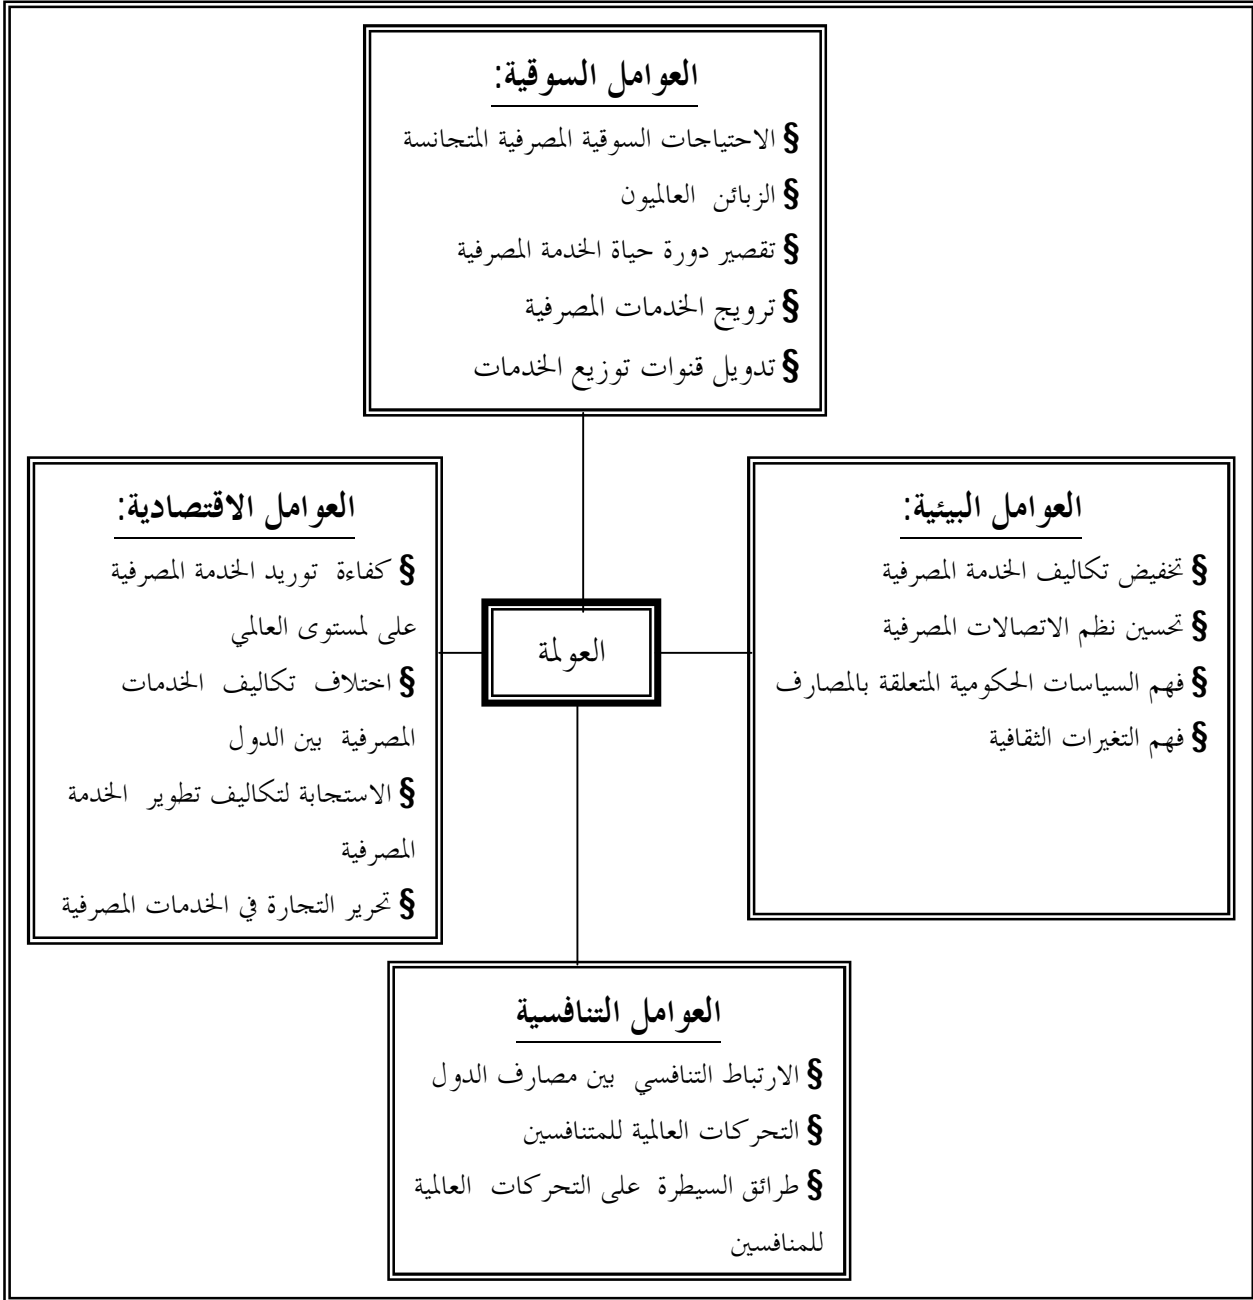 العوامل السوقية:
§ الاحتياجات السوقية المصرفية المتجانسة
§ الزبائن العالميون
§ تقصير دورة حياة الخدمة المصرفية
§ ترويج الخدمات المصرفية
§ تدويل قنوات توزيع الخدمات
العوامل البيئية:
§ تخفيض تكاليف الخدمة المصرفية
§ تحسين نظم الاتصالات المصرفية
§ فهم السياسات الحكومية المتعلقة بالمصارف
§ فهم التغيرات الثقافية
العولمة
العوامل الاقتصادية:
§ كفاءة توريد الخدمة المصرفية
على لمستوى العالمي
§ اختلاف تكاليف الخدمات
المصرفية بين الدول
§ الاستجابة لتكاليف تطوير الخدمة
المصرفية
§ تحرير التجارة في الخدمات المصرفية
العوامل التنافسية
§ الارتباط التنافسي بين مصارف الدول
§ التحركات العالمية للمتنافسين
§ طرائق السيطرة على التحركات العالمية
للمنافسين